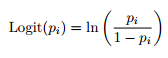 Logit(p_i) = ln(p_i / (1 − p_i))